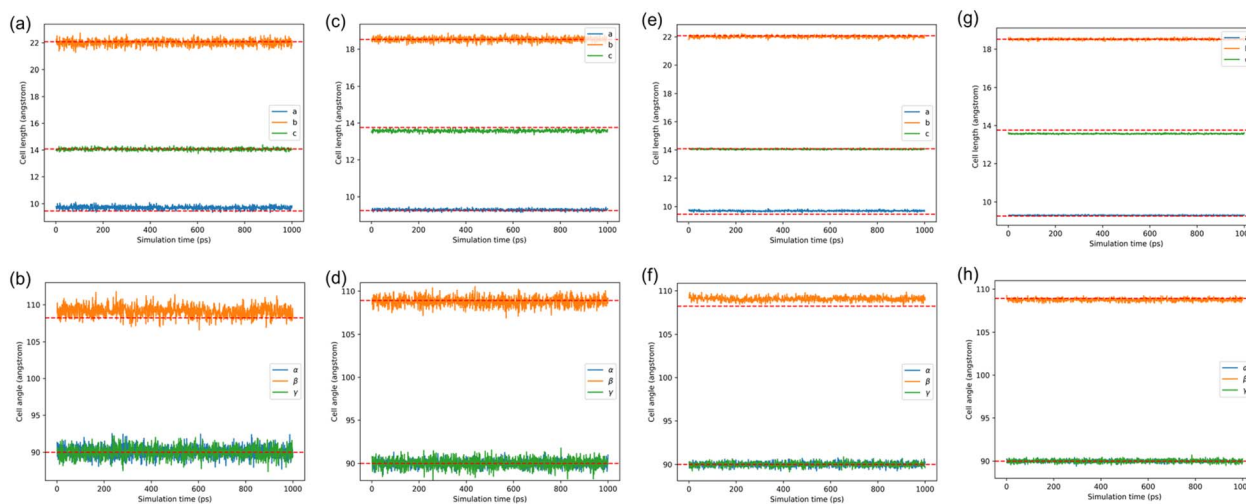 (a)
Cell length (angstrom)
22
20
18
16
14
12
10
a
b
c
0 200 400 600 800 1000
Simulation time (ps)
(c)
Cell length (angstrom)
18
16
14
12
10
a
b
c
0 200 400 600 800 1000
Simulation time (ps)
(e)
Cell length (angstrom)
22
20
18
16
14
12
10
a
b
c
0 200 400 600 800 1000
Simulation time (ps)
(g)
Cell length (angstrom)
18
16
14
12
10
0 200 400 600 800 1000
Simulation time (ps)
(b)
Cell angle (angstrom)
110
105
100
95
90
α
β
γ
0 200 400 600 800 1000
Simulation time (ps)
(d)
Cell angle (angstrom)
110
105
100
95
90
α
β
γ
0 200 400 600 800 1000
Simulation time (ps)
(f)
Cell angle (angstrom)
110
105
100
95
90
α
β
γ
0 200 400 600 800 1000
Simulation time (ps)
(h)
Cell angle (angstrom)
110
105
100
95
90
α
β
γ
0 200 400 600 800 1000
Simulation time (ps)